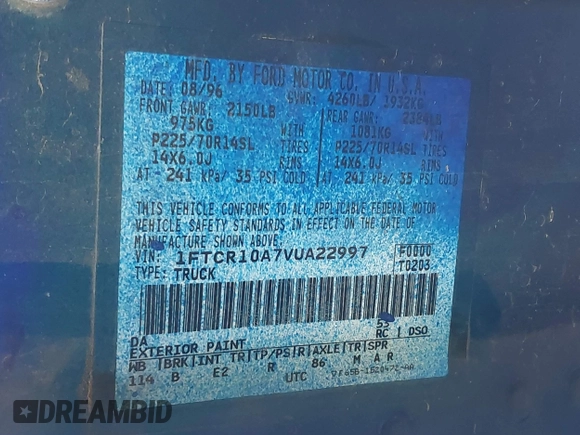 MFD. BY FORD MOTOR CO. IN U.S.A.
DATE: 08/96 GVWR: 4260LB/ 1932KG
FRONT GAWR: 2150LB REAR GAWR: 2384LB
975KG WITH 1081KG WITH
P225/70R14SL TIRES P225/70R14SL TIRES
14X6.0J RIMS 14X6.0J RIMS
AT 241 kPa/ 35 PSI COLD AT 241 kPa/ 35 PSI COLD
THIS VEHICLE CONFORMS TO ALL APPLICABLE FEDERAL MOTOR
VEHICLE SAFETY STANDARDS IN EFFECT ON THE DATE OF
MANUFACTURE SHOWN ABOVE.
VIN: 1FTCR10A7VUA22997 F0000
TYPE: TRUCK T0203
DA 55
EXTERIOR PAINT RC DSO
WB BRK INT TR TP/PS R AXLE TR SPR
114 B E2 R 86 M A R
UTC
DREAMBID